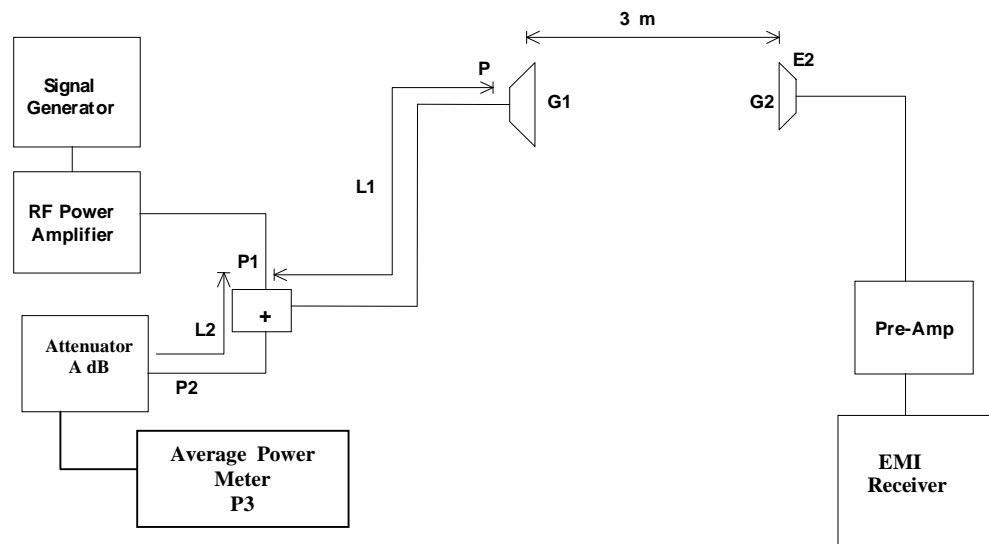 3 m
Signal
Generator
P
E2
G1
G2
L1
RF Power
Amplifier
P1
+
L2
Attenuator
A dB
P2
Pre-Amp
Average Power
Meter
P3
EMI
Receiver